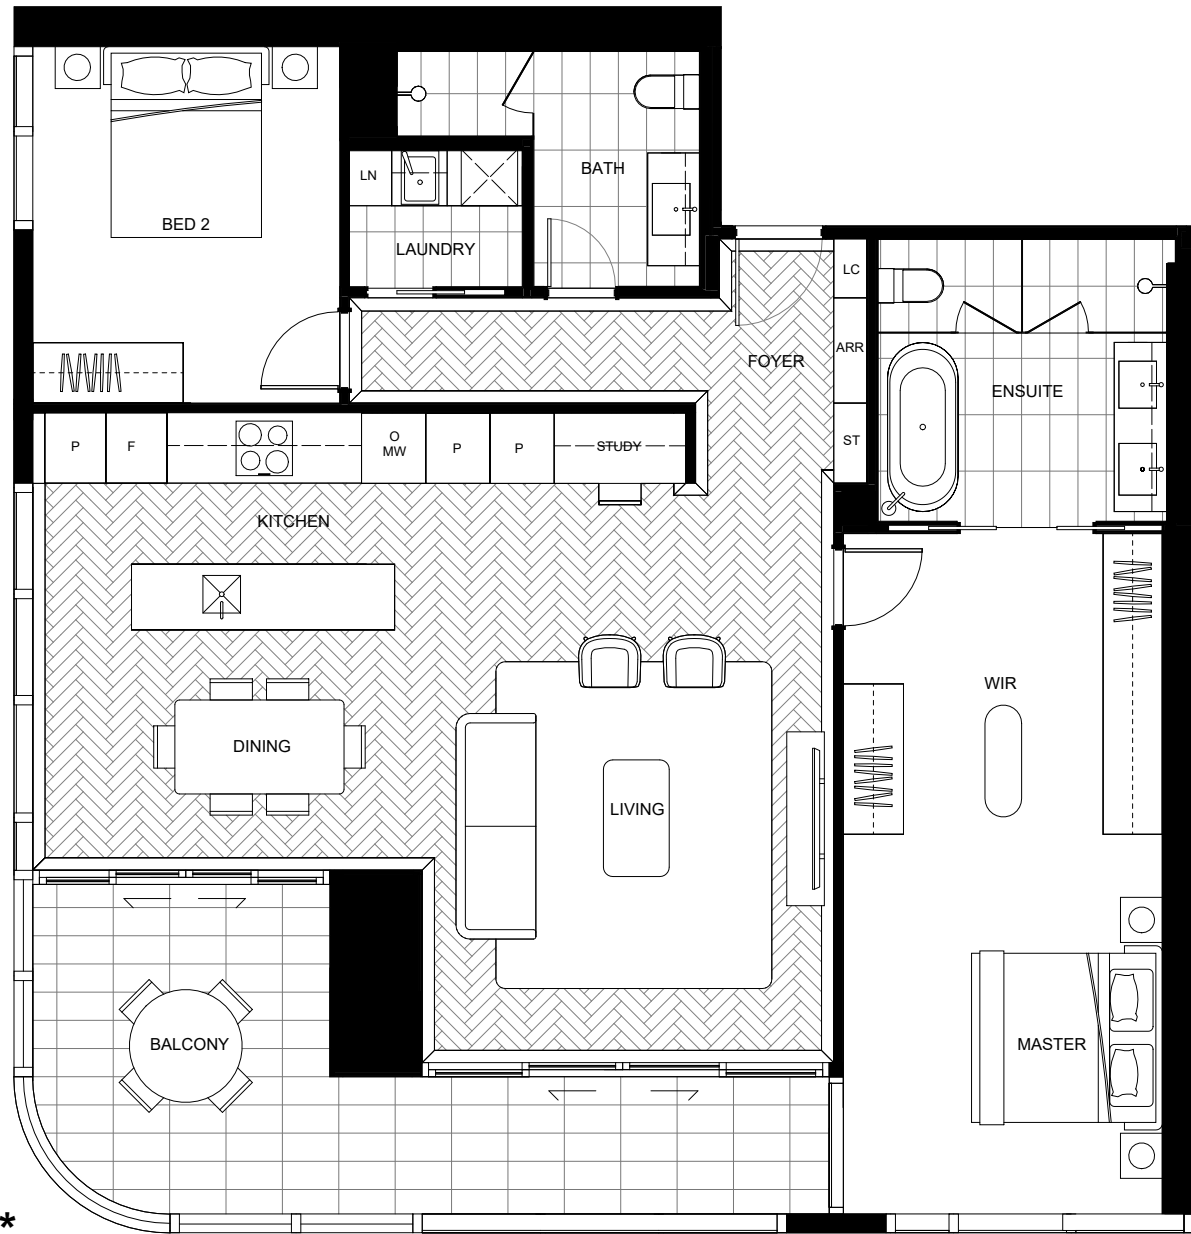 BED 2
BATH
LN
LAUNDRY
LC
ARR
ST
FOYER
ENSUITE
P
F
O
MW
P
P
STUDY
KITCHEN
WIR
DINING
LIVING
BALCONY
MASTER
*